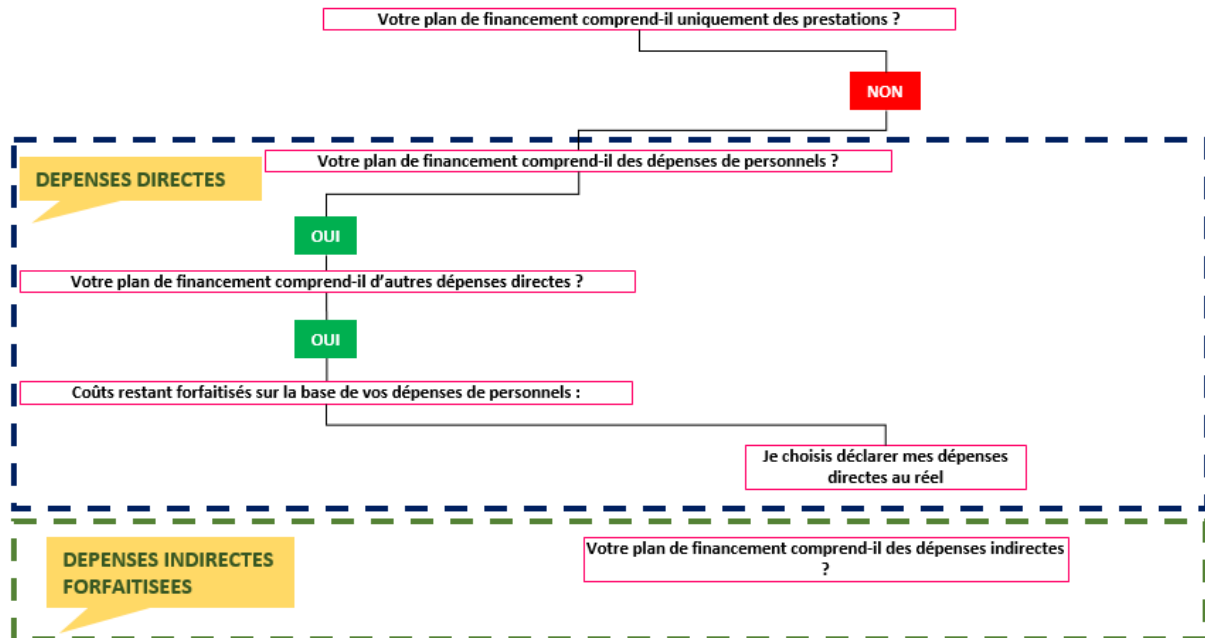 Votre plan de financement comprend-il uniquement des prestations ?
NON
Votre plan de financement comprend-il des dépenses de personnels ?
DEPENSES DIRECTES
OUI
Votre plan de financement comprend-il d'autres dépenses directes ?
OUI
Coûts restant forfaitisés sur la base de vos dépenses de personnels :
Je choisis déclarer mes dépenses
directes au réel
Votre plan de financement comprend-il des dépenses indirectes
?
DEPENSES INDIRECTES
FORFAITISEES